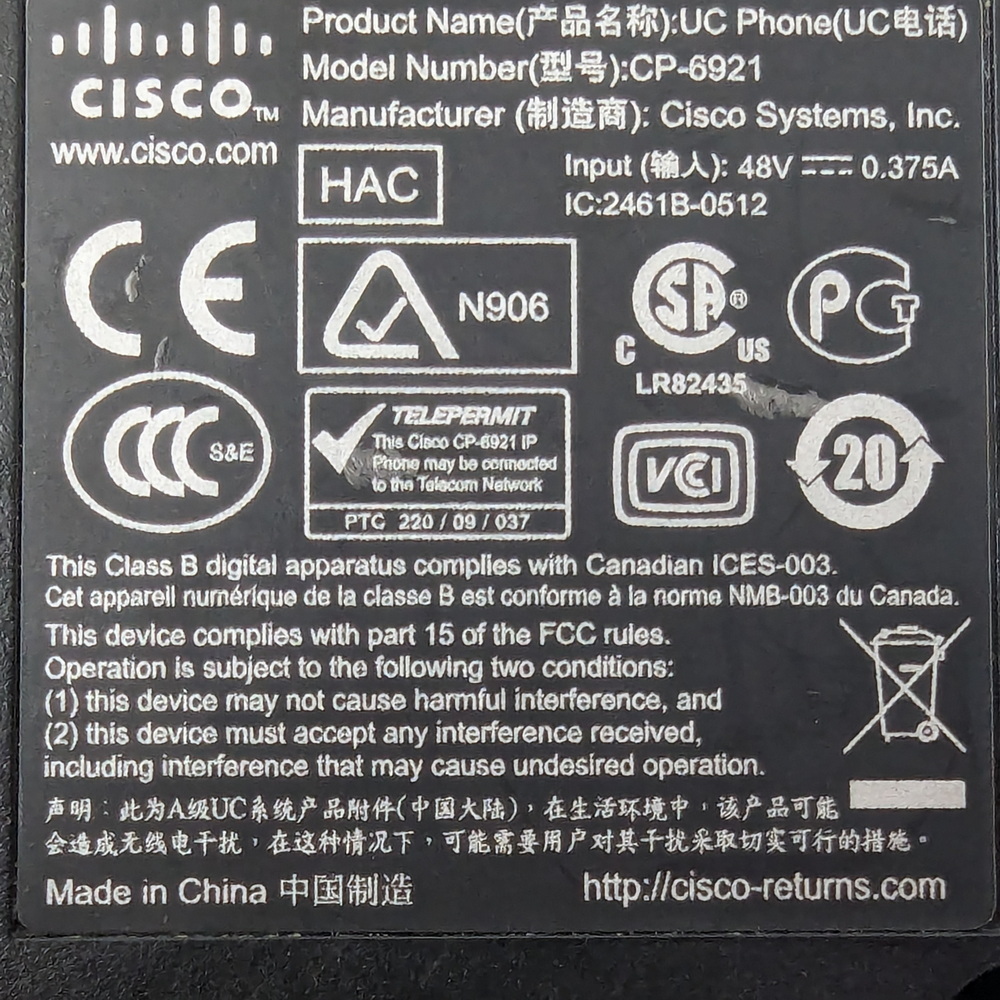 CISCO™
www.cisco.com
Product Name(产品名称):UC Phone(UC电话)
Model Number(型号):CP-6921
Manufacturer (制造商): Cisco Systems, Inc.
HAC
Input (输入): 48V ⎓ 0.375A
IC:2461B-0512
CE
N906
SA®
C US
LR82435
PCT
CCC S&E
TELEPERMIT
This Cisco CP-6921 IP
Phone may be connected
to the Telecom Network
PTC 220 / 09 / 037
VCI
20
This Class B digital apparatus complies with Canadian ICES-003.
Cet appareil numérique de la classe B est conforme à la norme NMB-003 du Canada.
This device complies with part 15 of the FCC rules.
Operation is subject to the following two conditions:
(1) this device may not cause harmful interference, and
(2) this device must accept any interference received,
including interference that may cause undesired operation.
声明：此为A级UC系统产品附件(中国大陆)，在生活环境中，该产品可能
会造成无线电干扰，在这种情况下，可能需要用户对其干扰采取切实可行的措施。
Made in China 中国制造
http://cisco-returns.com